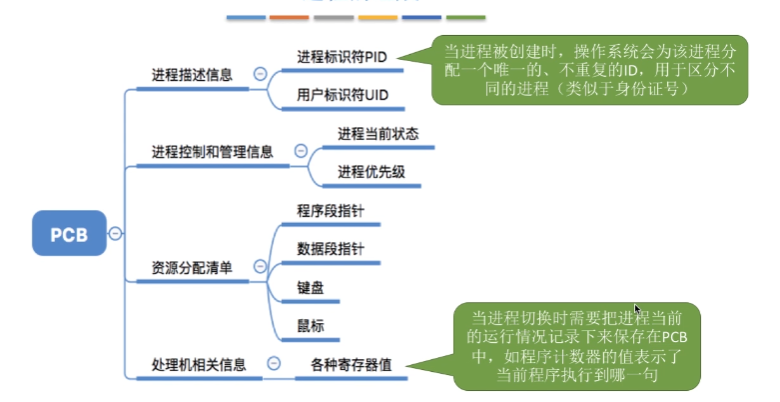 进程标识符PID
当进程被创建时，操作系统会为该进程分
配一个唯一的、不重复的ID，用于区分不
同的进程（类似于身份证号）
进程描述信息
用户标识符UID
进程当前状态
进程控制和管理信息
进程优先级
PCB
程序段指针
数据段指针
资源分配清单
键盘
鼠标
当进程切换时需要把进程当前
的运行情况记录下来保存在PCB
中，如程序计数器的值表示了
当前程序执行到哪一句
处理机相关信息
各种寄存器值